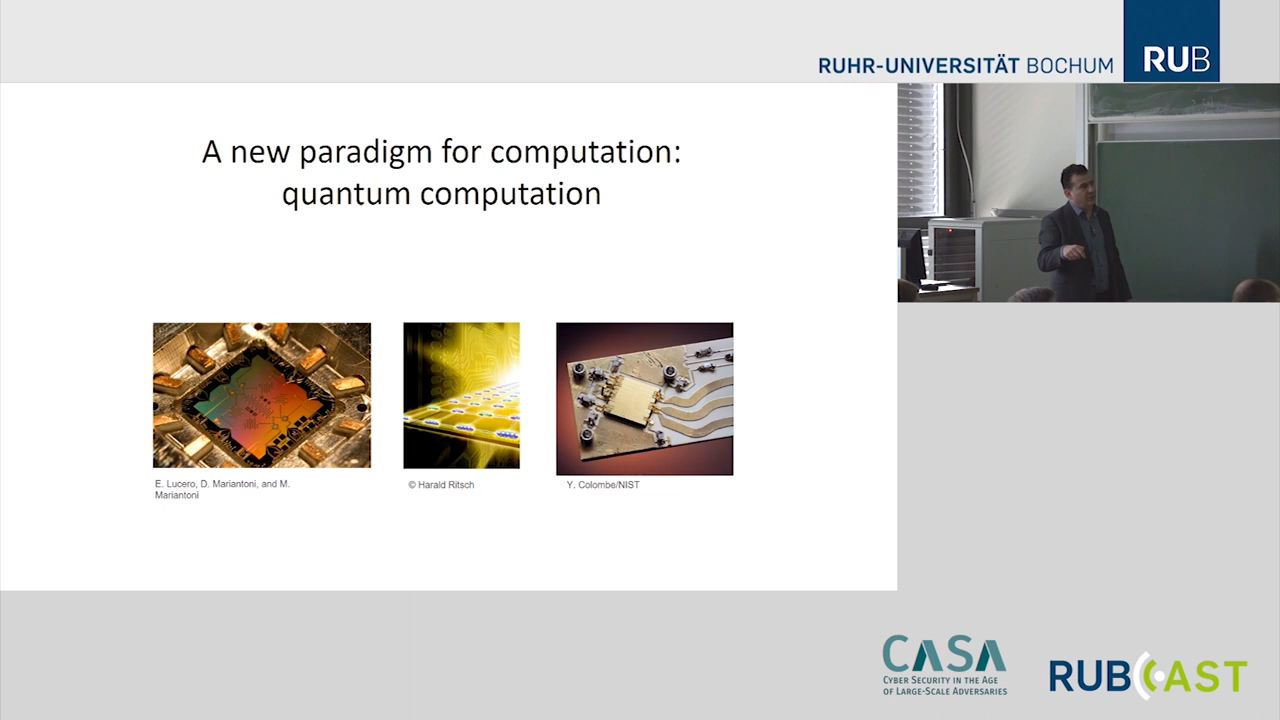 RUHR-UNIVERSITÄT BOCHUM
RUB
A new paradigm for computation:
quantum computation
E. Lucero, D. Mariantoni, and M.
Mariantoni
© Harald Ritsch
Y. Colombe/NIST
CASA
CYBER SECURITY IN THE AGE
OF LARGE-SCALE ADVERSARIES
RUBCAST